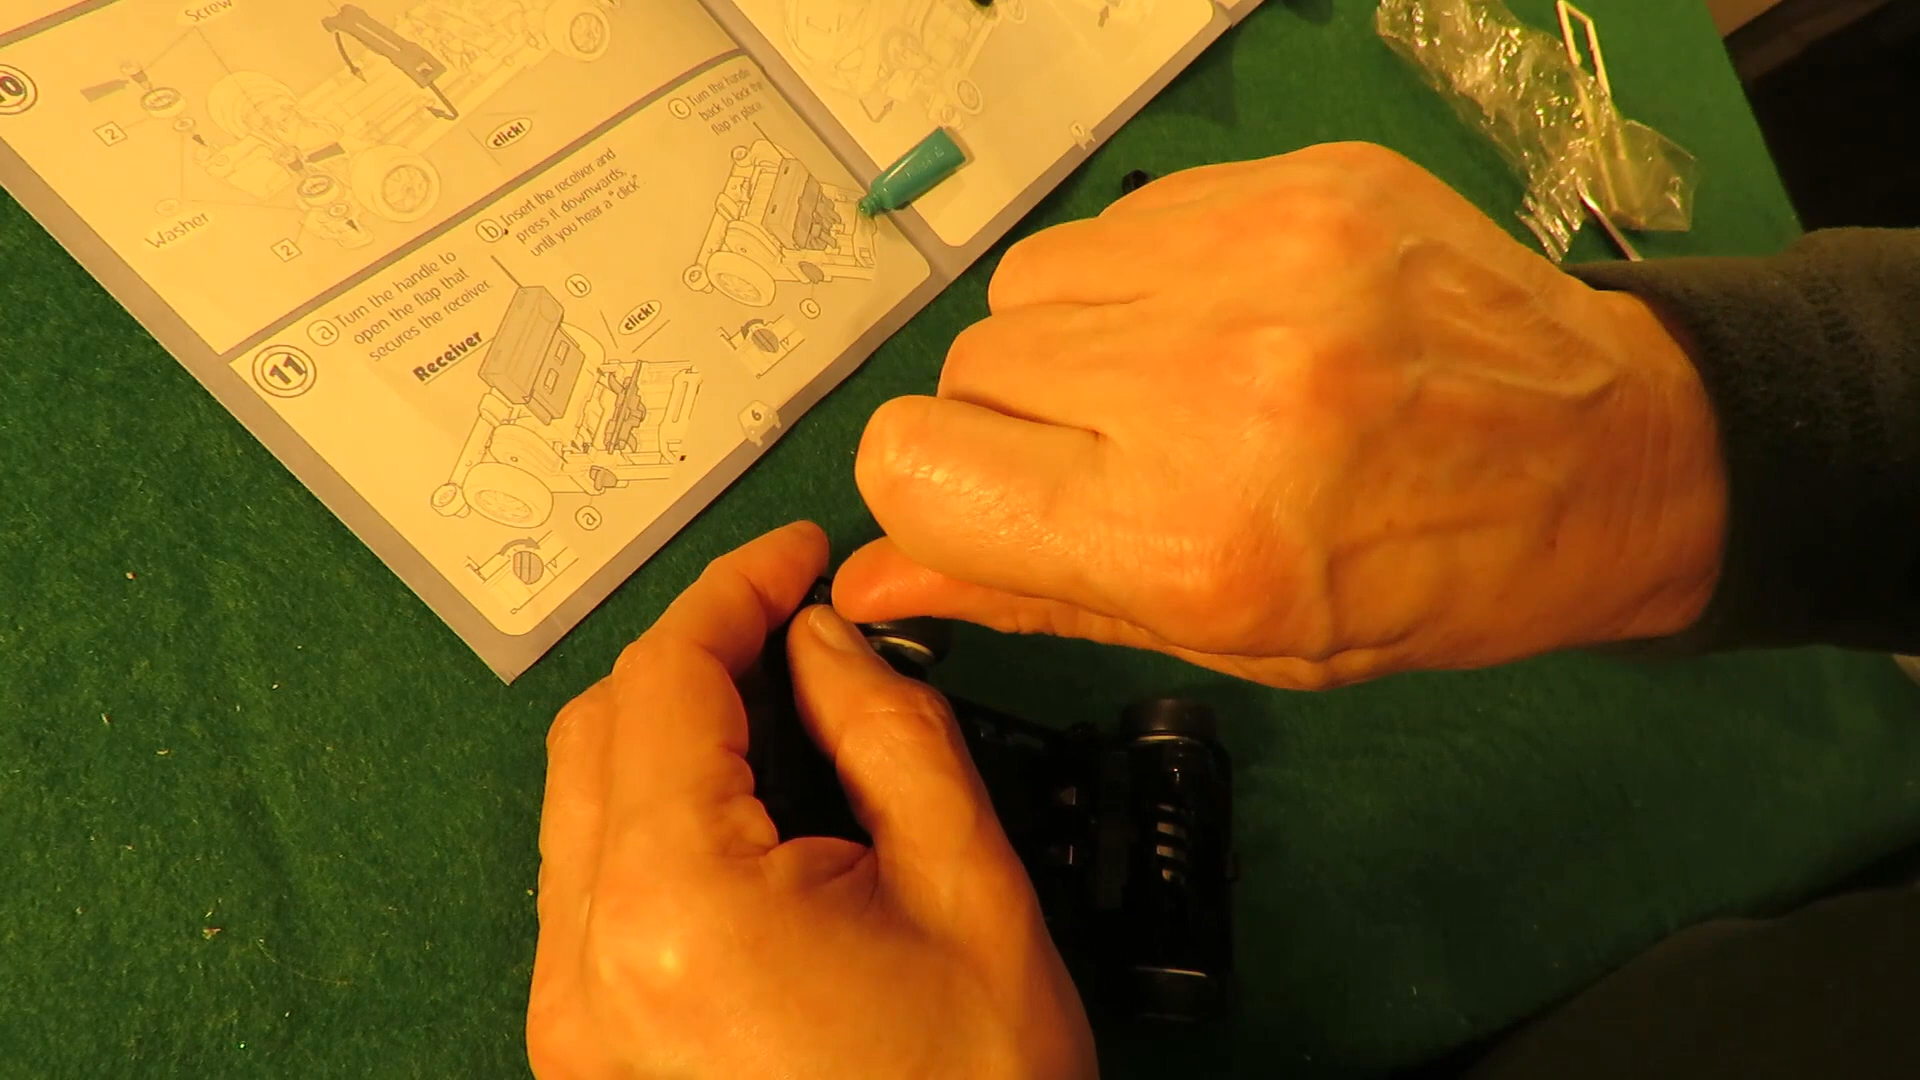 Screw
10
2
click!
Washer
2
11
a
Turn the handle to
open the flap that
secures the receiver.
Receiver
b
Insert the receiver and
press it downwards,
until you hear a "click".
b
click!
a
c
Turn the handle
back to lock the
flap in place
c
6
7